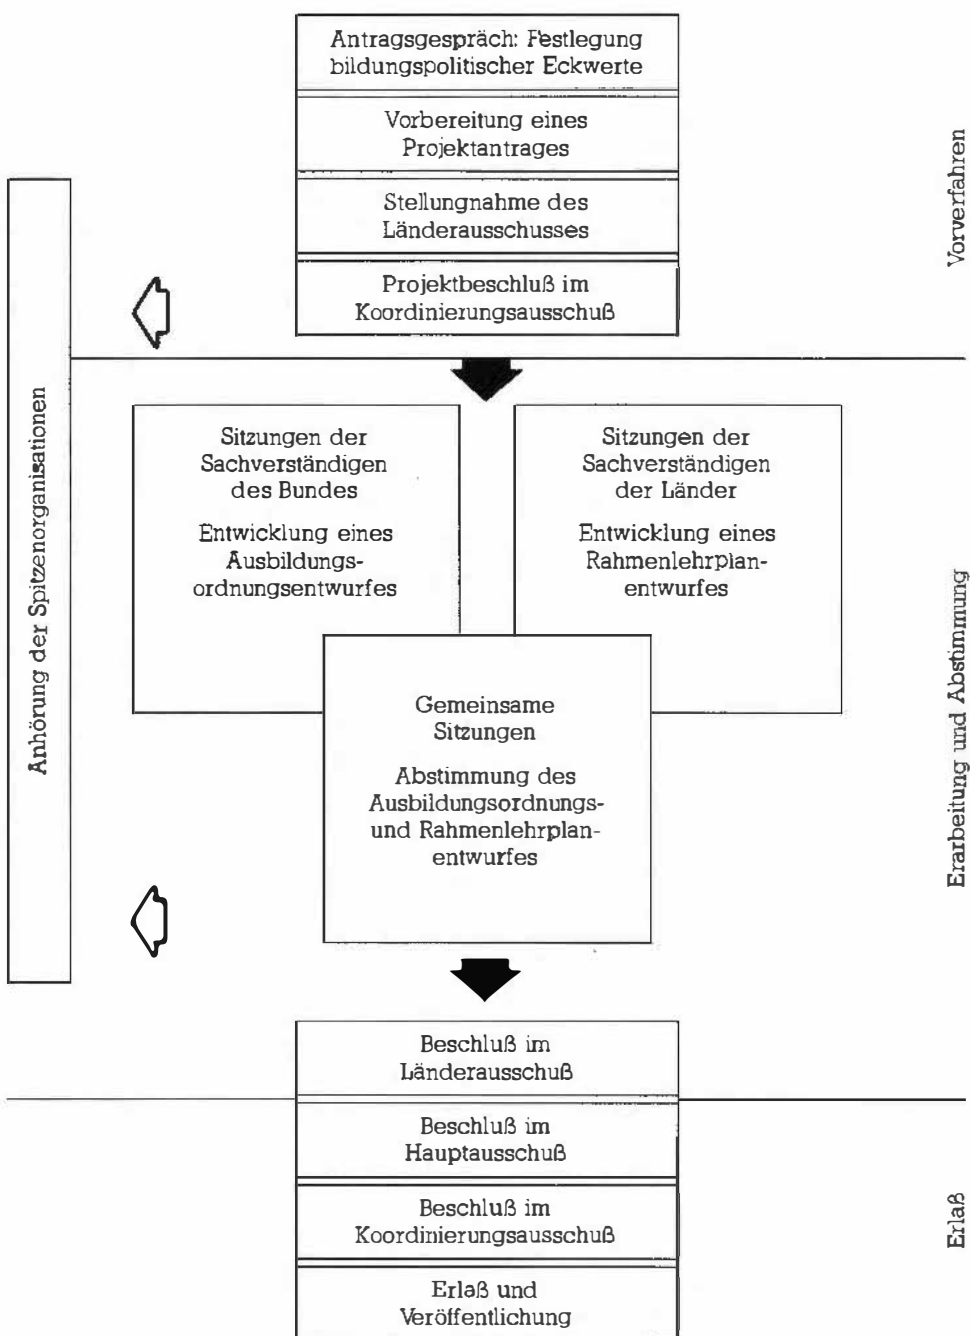 Antragsgespräch: Festlegung
bildungspolitischer Eckwerte
Vorbereitung eines
Projektantrages
Stellungnahme des
Länderausschusses
Projektbeschluß im
Koordinierungsausschuß
Vorverfahren
Anhörung der Spitzenorganisationen
Sitzungen der
Sachverständigen
des Bundes
Entwicklung eines
Ausbildungs-
ordnungsentwurfes
Sitzungen der
Sachverständigen
der Länder
Entwicklung eines
Rahmenlehrplan-
entwurfes
Gemeinsame
Sitzungen
Abstimmung des
Ausbildungsordnungs-
und Rahmenlehrplan-
entwurfes
Erarbeitung und Abstimmung
Beschluß im
Länderausschuß
Beschluß im
Hauptausschuß
Beschluß im
Koordinierungsausschuß
Erlaß und
Veröffentlichung
Erlaß